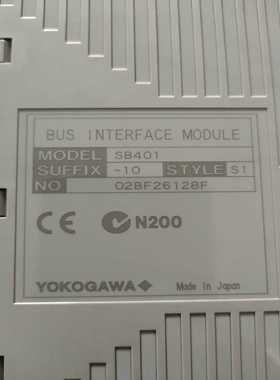 BUS INTERFACE MODULE
MODEL SB401
SUFFIX -10 STYLE S1
NO 02BF26128F
CE N200
YOKOGAWA Made in Japan